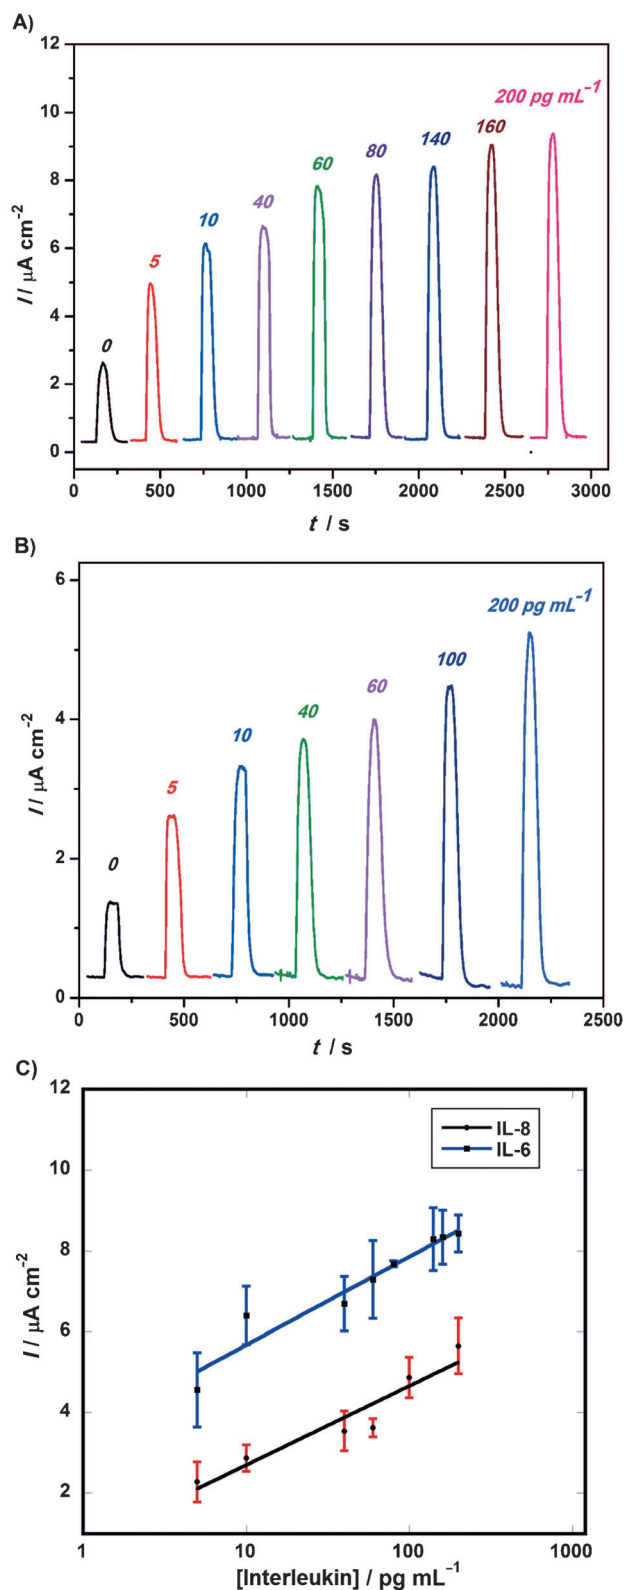 A)
12
10
8
6
4
2
0
I / μA cm⁻²
0
5
10
40
60
80
140
160
200 pg mL⁻¹
0 500 1000 1500 2000 2500 3000
t / s
B)
6
4
2
0
I / μA cm⁻²
0
5
10
40
60
100
200 pg mL⁻¹
0 500 1000 1500 2000 2500
t / s
C)
12
10
8
6
4
2
I / μA cm⁻²
IL-8
IL-6
1 10 100 1000
[Interleukin] / pg mL⁻¹